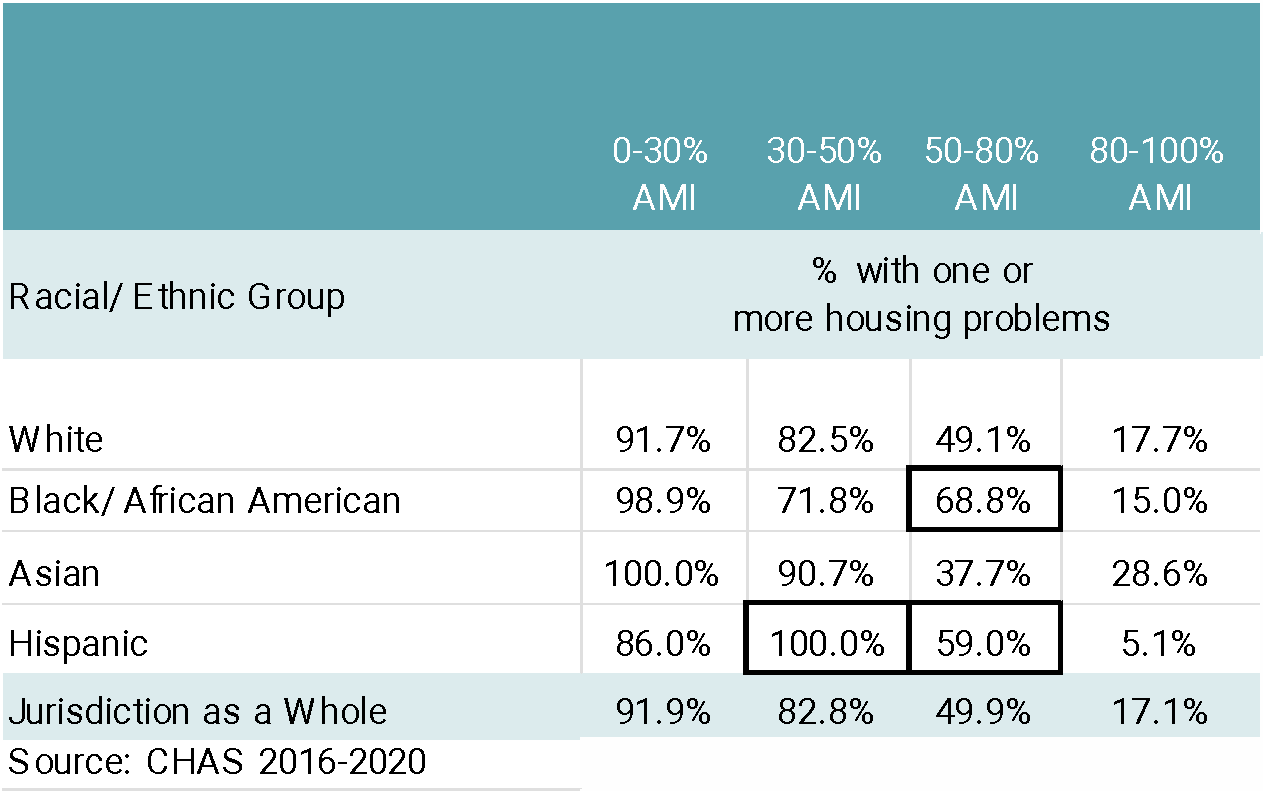 0-30% 30-50% 50-80% 80-100%
AMI AMI AMI AMI
Racial/ Ethnic Group % with one or
more housing problems
White 91.7% 82.5% 49.1% 17.7%
Black/ African American 98.9% 71.8% 68.8% 15.0%
Asian 100.0% 90.7% 37.7% 28.6%
Hispanic 86.0% 100.0% 59.0% 5.1%
Jurisdiction as a Whole 91.9% 82.8% 49.9% 17.1%
Source: CHAS 2016-2020